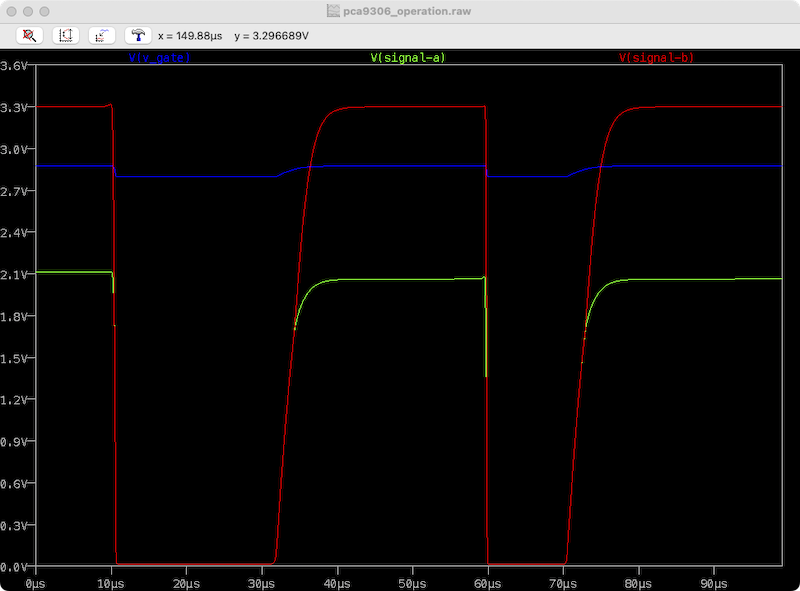 pca9306_operation.raw
x = 149.88µs y = 3.296689V
V(v_gate) V(signal-a) V(signal-b)
3.6V
3.3V
3.0V
2.7V
2.4V
2.1V
1.8V
1.5V
1.2V
0.9V
0.6V
0.3V
0.0V
0µs 10µs 20µs 30µs 40µs 50µs 60µs 70µs 80µs 90µs